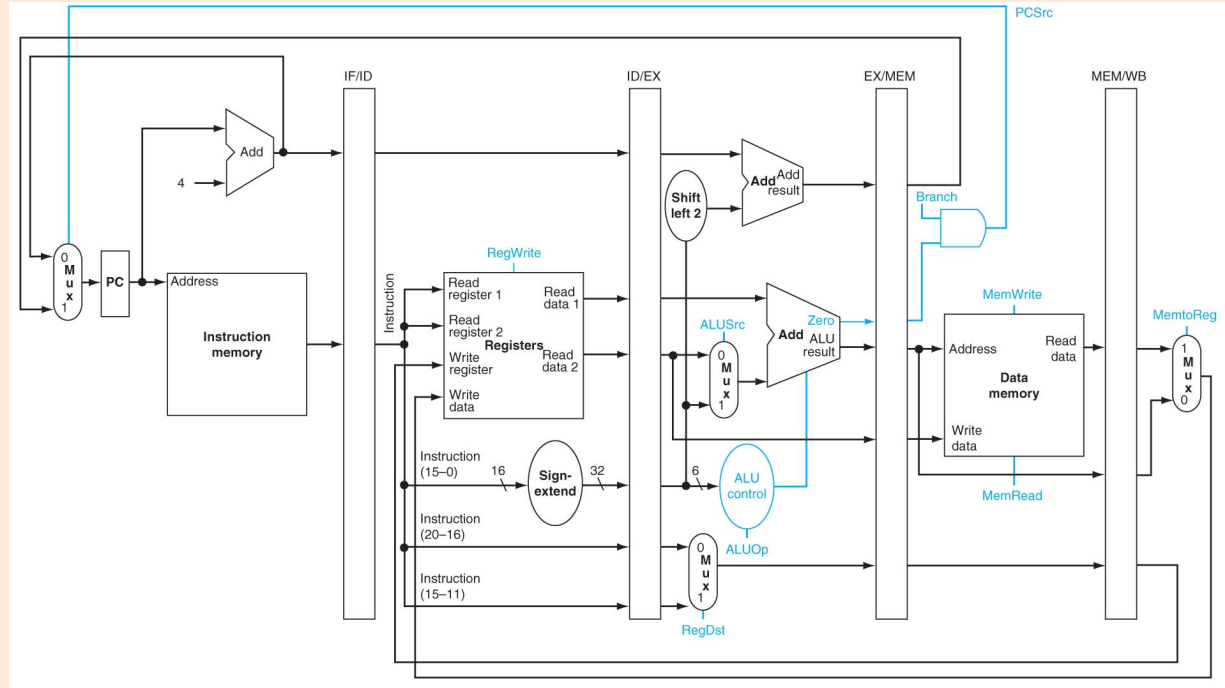 PCSrc
IF/ID
ID/EX
EX/MEM
MEM/WB
Add
4
Add Add
result
Shift
left 2
Branch
0
M
u
x
1
PC
Address
Instruction
memory
Instruction
RegWrite
Read
register 1
Read
register 2
Write
register
Write
data
Registers
Read
data 1
Read
data 2
ALUSrc
0
M
u
x
1
Zero
Add
ALU
result
MemWrite
Address
Read
data
Data
memory
Write
data
MemRead
MemtoReg
1
M
u
x
0
Instruction
(15–0)
16
Sign-
extend
32
6
ALU
control
ALUOp
Instruction
(20–16)
Instruction
(15–11)
0
M
u
x
1
RegDst